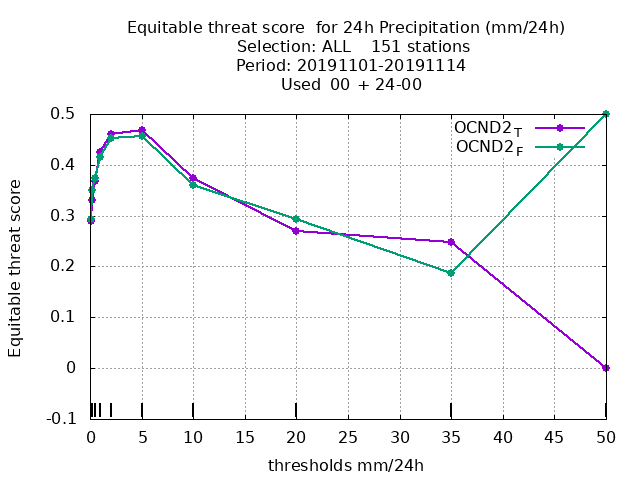 Equitable threat score  for 24h Precipitation (mm/24h)
Selection: ALL    151 stations
Period: 20191101-20191114
Used  00 + 24-00
OCND2_T
OCND2_F
Equitable threat score
0.5
0.4
0.3
0.2
0.1
0
-0.1
0 5 10 15 20 25 30 35 40 45 50
thresholds mm/24h